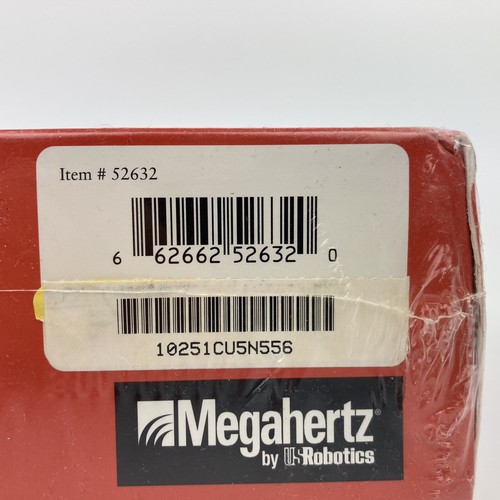 Item # 52632
6 62662 52632 0
10251CU5N556
Megahertz®
by USRobotics